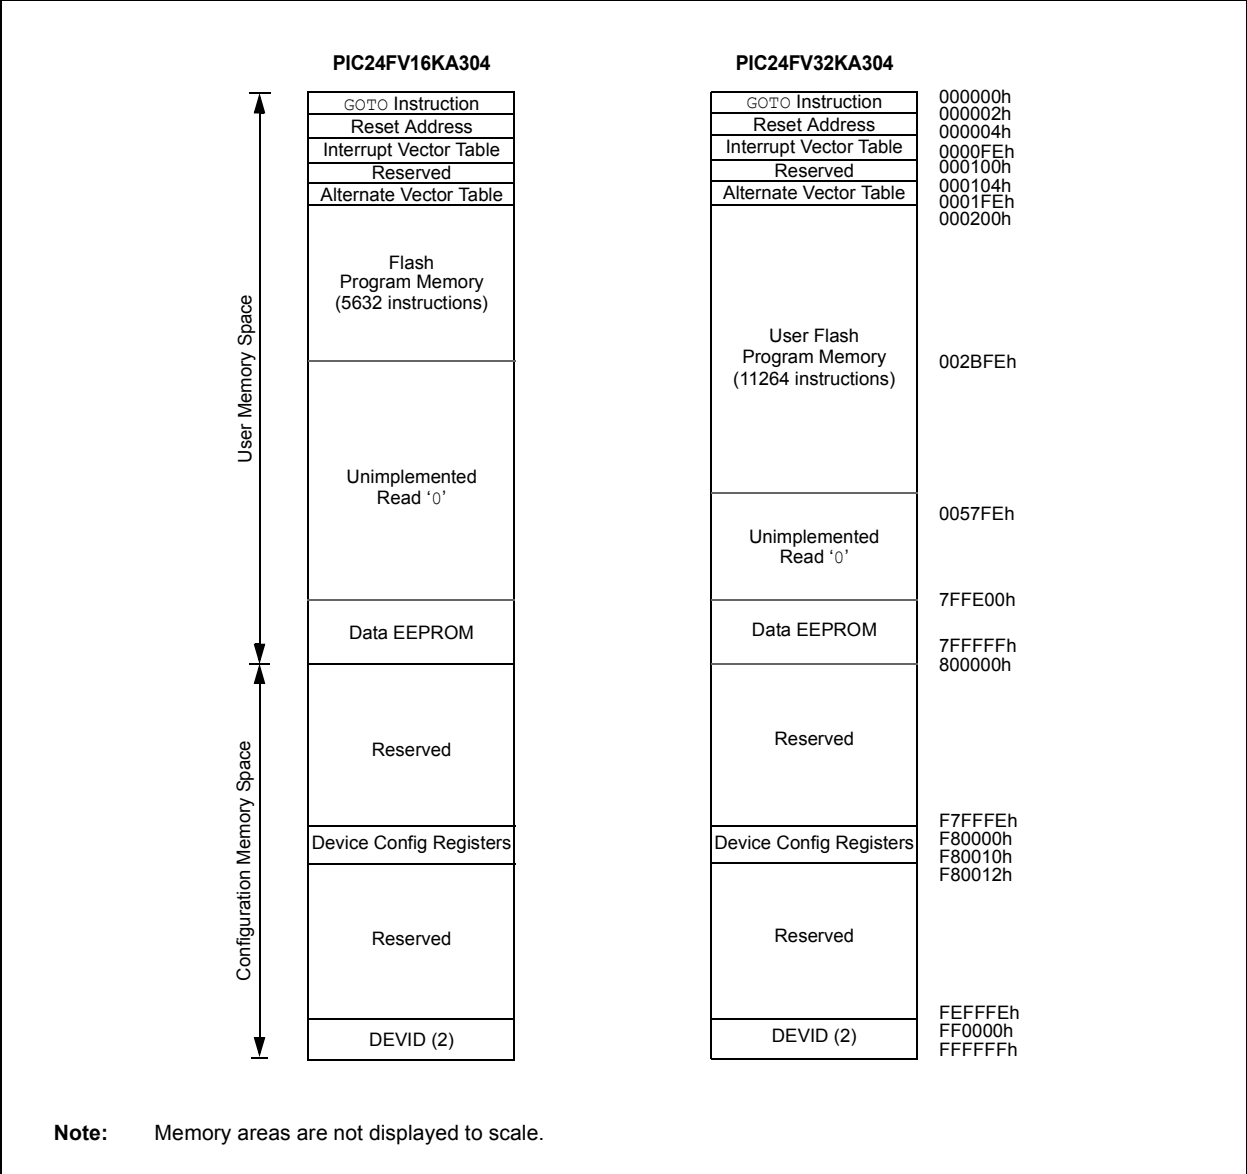 PIC24FV16KA304
GOTO Instruction
Reset Address
Interrupt Vector Table
Reserved
Alternate Vector Table
Flash
Program Memory
(5632 instructions)
Unimplemented
Read ‘0’
Data EEPROM
Reserved
Device Config Registers
Reserved
DEVID (2)
User Memory Space
Configuration Memory Space
PIC24FV32KA304
GOTO Instruction
Reset Address
Interrupt Vector Table
Reserved
Alternate Vector Table
User Flash
Program Memory
(11264 instructions)
Unimplemented
Read ‘0’
Data EEPROM
Reserved
Device Config Registers
Reserved
DEVID (2)
000000h
000002h
000004h
0000FEh
000100h
000104h
0001FEh
000200h
002BFEh
0057FEh
7FFE00h
7FFFFFh
800000h
F7FFFEh
F80000h
F80010h
F80012h
FEFFFEh
FF0000h
FFFFFFh
Note: Memory areas are not displayed to scale.